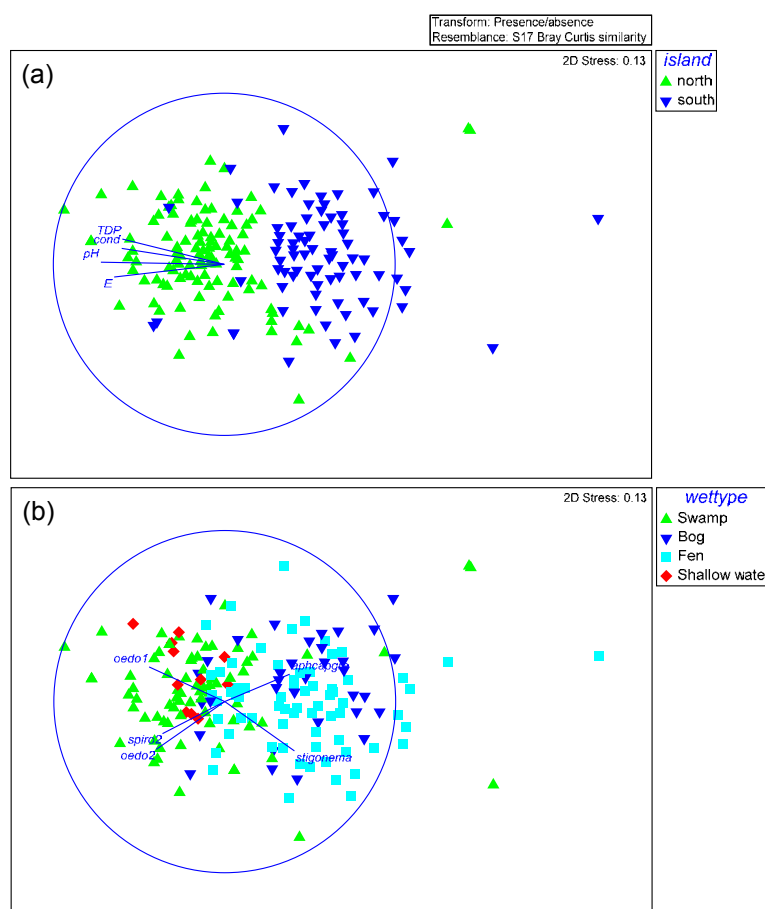 Transform: Presence/absence
Resemblance: S17 Bray Curtis similarity
(a)
2D Stress: 0.13
island
north
south
TDP
cond
pH
E
(b)
2D Stress: 0.13
wettype
Swamp
Bog
Fen
Shallow wate
oedo1
spiro2
oedo2
stigonema